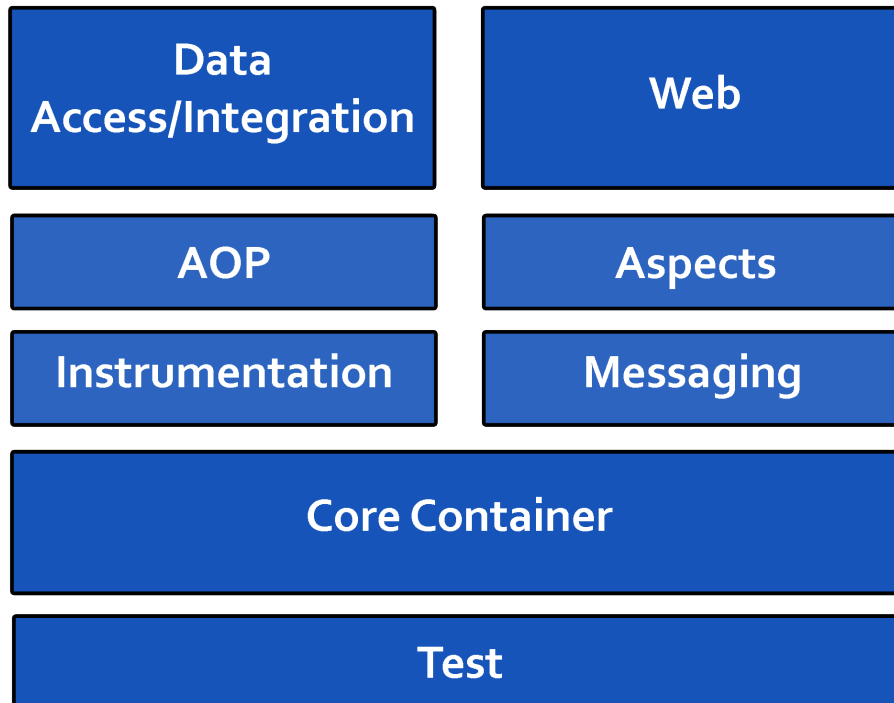 Data
Access/Integration
Web
AOP
Aspects
Instrumentation
Messaging
Core Container
Test